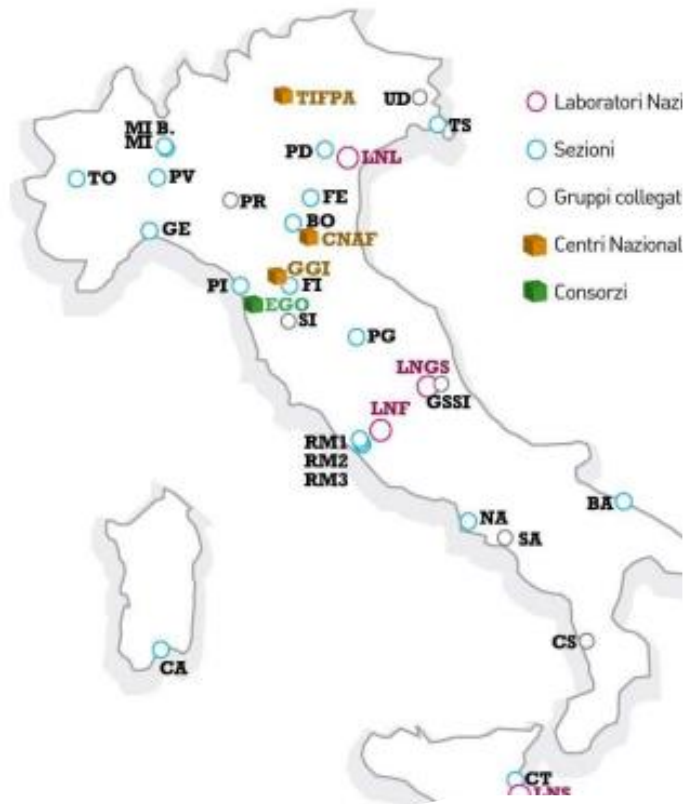 TIFPA
UD
Laboratori Nazi
MI B.
MI
TS
PD
LNL
Sezioni
TO
PV
PR
FE
Gruppi collegat
BO
GE
CNAF
Centri Nazional
GGI
PI
FI
Consorzi
EGO
SI
PG
LNGS
GSSI
LNF
RM1
RM2
RM3
BA
NA
SA
CS
CA
CT
LNS